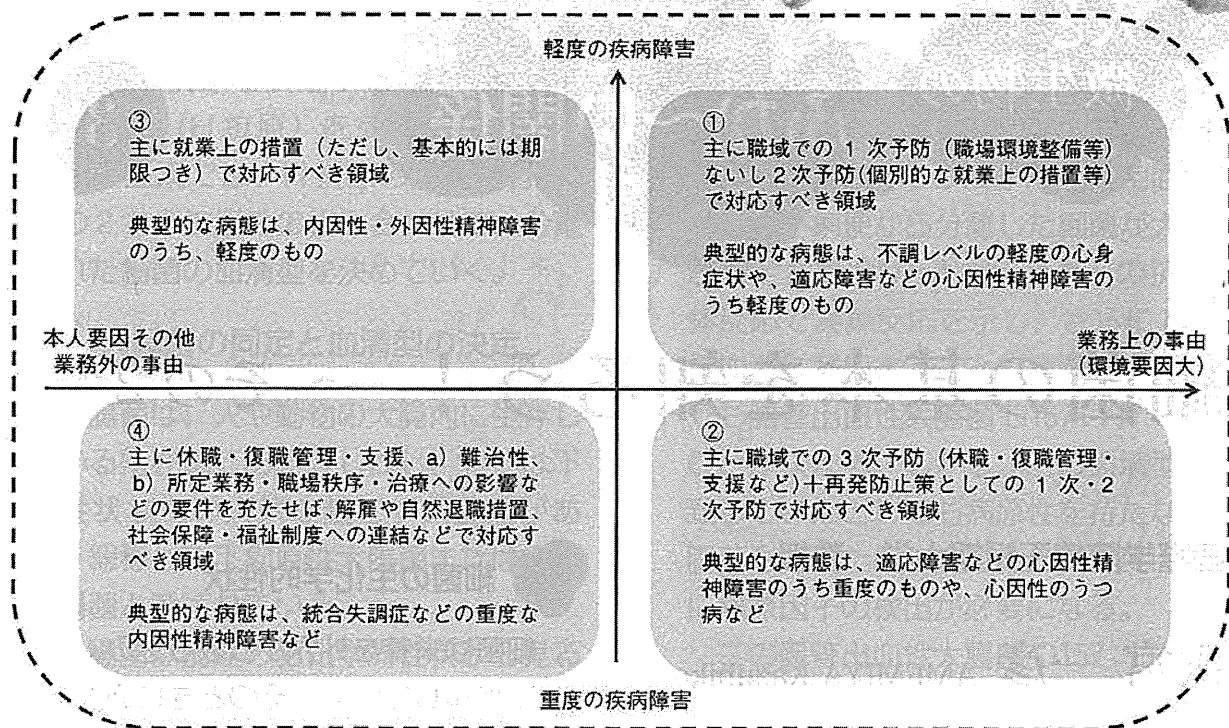 軽度の疾病障害
③
主に就業上の措置（ただし、基本的には期
限つき）で対応すべき領域
典型的な病態は、内因性・外因性精神障害
のうち、軽度のもの
①
主に職域での 1 次予防（職場環境整備等）
ないし2次予防(個別的な就業上の措置等)
で対応すべき領域
典型的な病態は、不調レベルの軽度の心身
症状や、適応障害などの心因性精神障害の
うち軽度のもの
本人要因その他
業務外の事由
業務上の事由
（環境要因大）
④
主に休職・復職管理・支援、a）難治性、
b）所定業務・職場秩序・治療への影響な
どの要件を充たせば、解雇や自然退職措置、
社会保障・福祉制度への連結などで対応す
べき領域
典型的な病態は、統合失調症などの重度な
内因性精神障害など
②
主に職域での 3 次予防（休職・復職管理・
支援など)＋再発防止策としての 1 次・2
次予防で対応すべき領域
典型的な病態は、適応障害などの心因性精
神障害のうち重度のものや、心因性のうつ
病など
重度の疾病障害